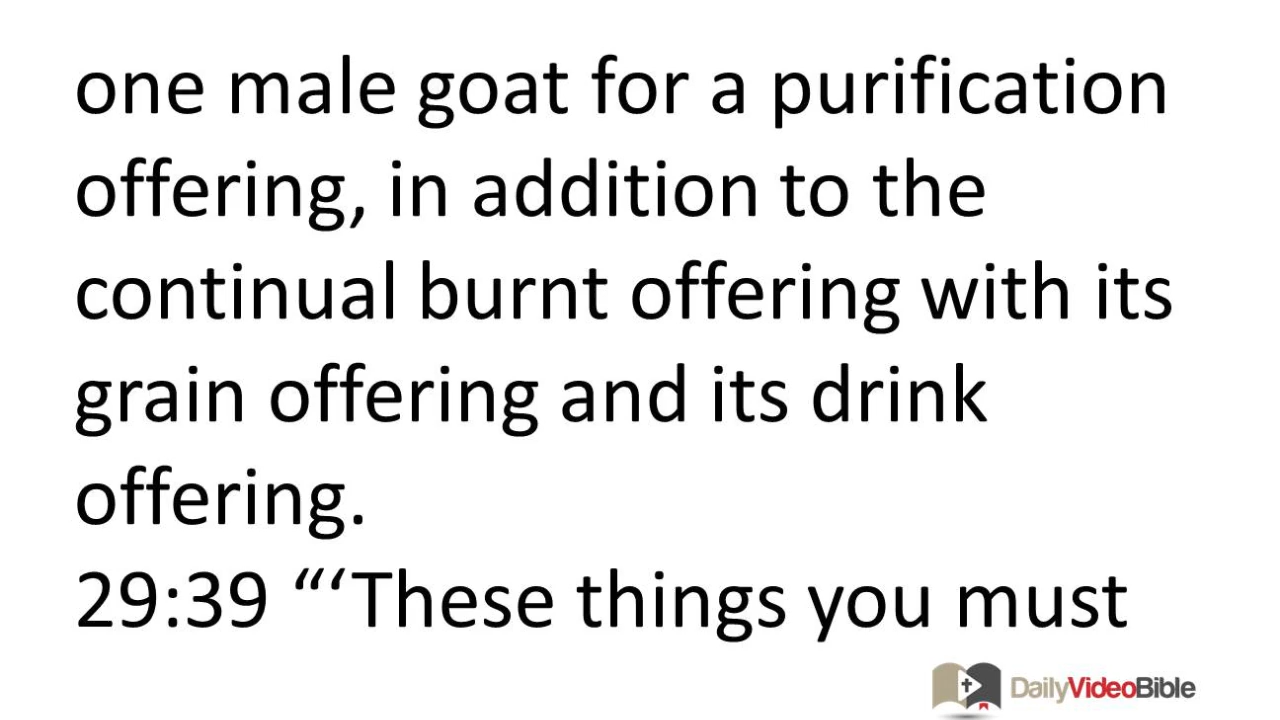 one male goat for a purification
offering, in addition to the
continual burnt offering with its
grain offering and its drink
offering.
29:39 “‘These things you must
DailyVideoBible